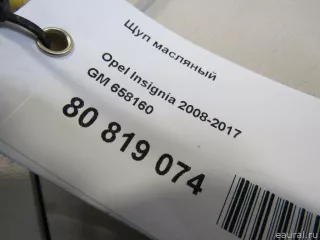 Щуп масляный
Opel Insignia 2008-2017
GM 658160
80 819 074
eaural.ru